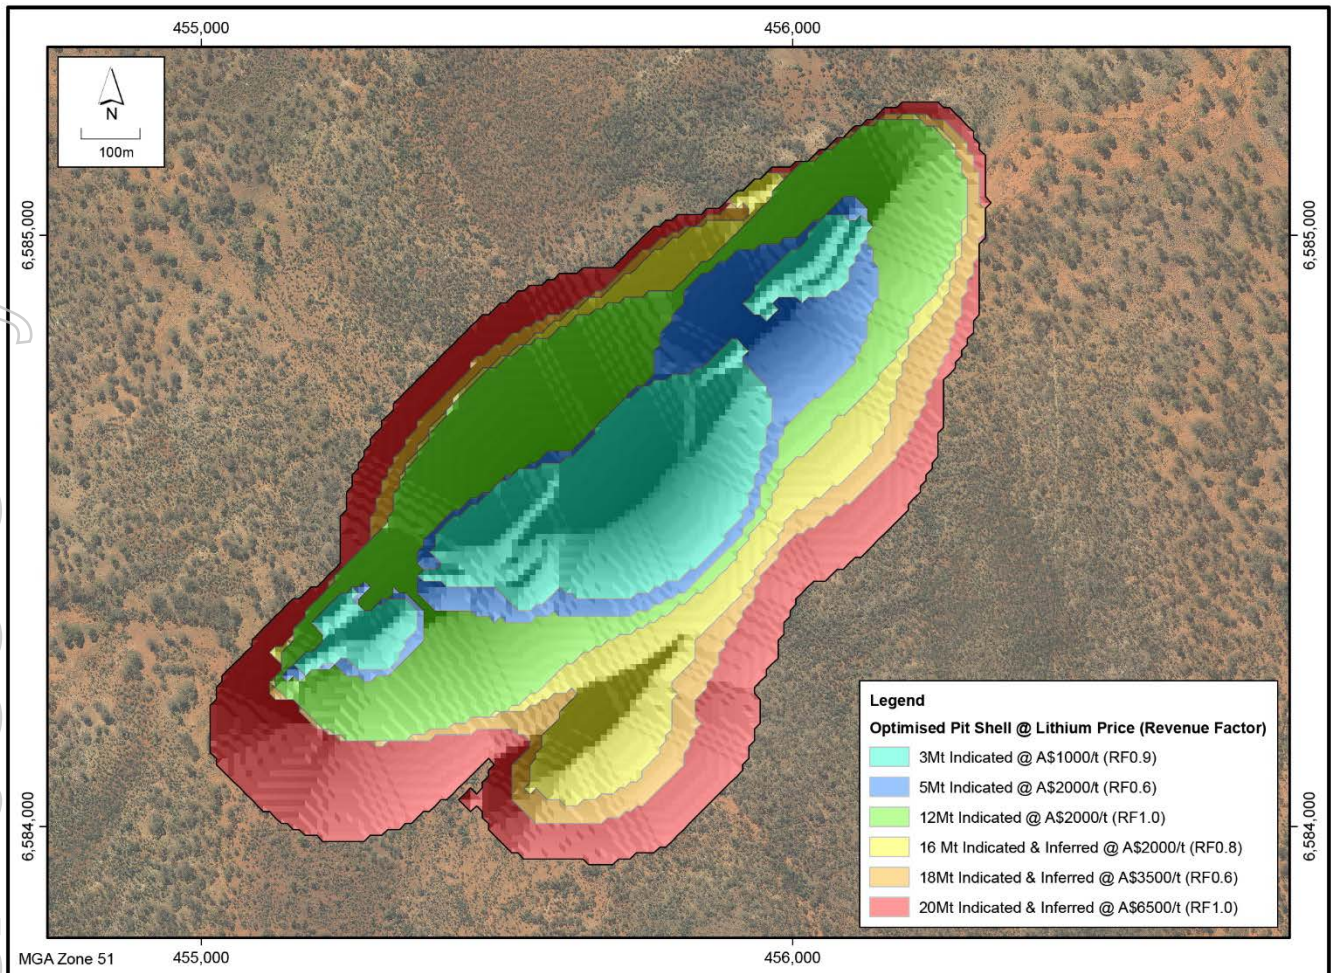 455,000
456,000
N
100m
6,585,000
6,585,000
6,584,000
6,584,000
Legend
Optimised Pit Shell @ Lithium Price (Revenue Factor)
3Mt Indicated @ A$1000/t (RF0.9)
5Mt Indicated @ A$2000/t (RF0.6)
12Mt Indicated @ A$2000/t (RF1.0)
16 Mt Indicated & Inferred @ A$2000/t (RF0.8)
18Mt Indicated & Inferred @ A$3500/t (RF0.6)
20Mt Indicated & Inferred @ A$6500/t (RF1.0)
MGA Zone 51
455,000
456,000